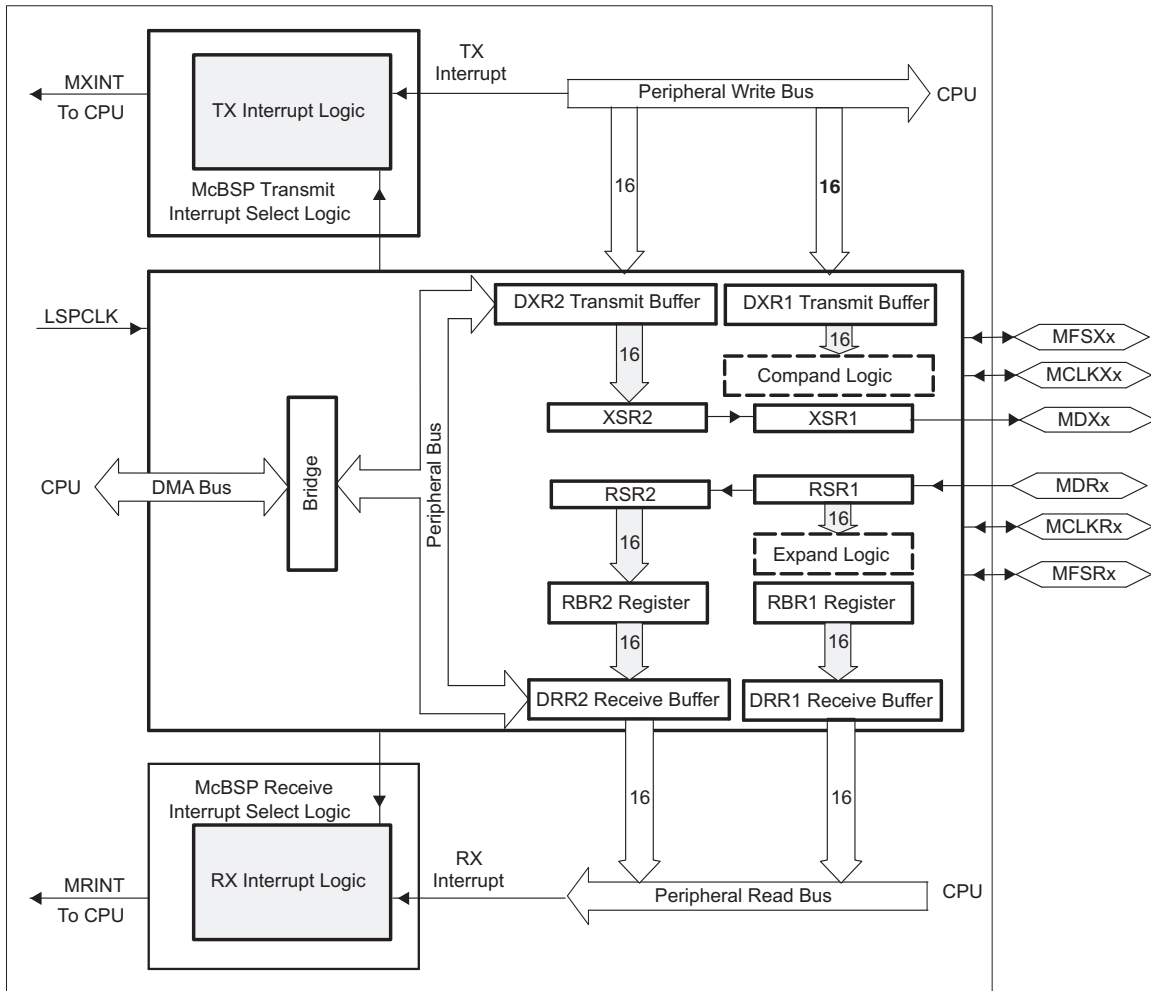 TX
Interrupt
MXINT
To CPU
TX Interrupt Logic
Peripheral Write Bus
CPU
McBSP Transmit
Interrupt Select Logic
16
16
LSPCLK
DXR2 Transmit Buffer
DXR1 Transmit Buffer
16
16
MFSXx
Compand Logic
MCLKXx
XSR2
XSR1
MDXx
CPU
DMA Bus
Bridge
Peripheral Bus
RSR2
RSR1
MDRx
16
16
MCLKRx
Expand Logic
MFSRx
RBR2 Register
RBR1 Register
16
16
DRR2 Receive Buffer
DRR1 Receive Buffer
McBSP Receive
Interrupt Select Logic
16
16
RX
Interrupt
MRINT
To CPU
RX Interrupt Logic
Peripheral Read Bus
CPU